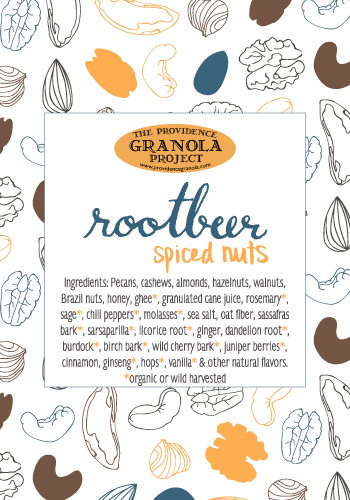 THE PROVIDENCE
GRANOLA
PROJECT
www.providencegranola.com
rootbeer
spiced nuts
Ingredients: Pecans, cashews, almonds, hazelnuts, walnuts,
Brazil nuts, honey, ghee*, granulated cane juice, rosemary*,
sage*, chili peppers*, molasses*, sea salt, oat fiber, sassafras
bark*, sarsaparilla*, licorice root*, ginger, dandelion root*,
burdock*, birch bark*, wild cherry bark*, juniper berries*,
cinnamon, ginseng*, hops*, vanilla* & other natural flavors.
*organic or wild harvested